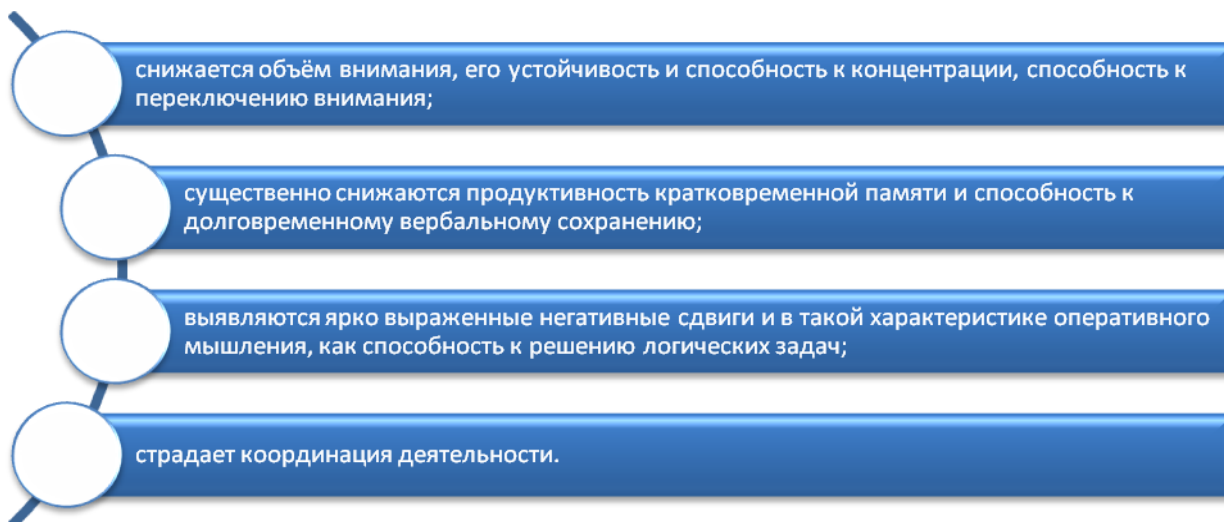 снижается объём внимания, его устойчивость и способность к концентрации, способность к
переключению внимания;
существенно снижаются продуктивность кратковременной памяти и способность к
долговременному вербальному сохранению;
выявляются ярко выраженные негативные сдвиги и в такой характеристике оперативного
мышления, как способность к решению логических задач;
страдает координация деятельности.